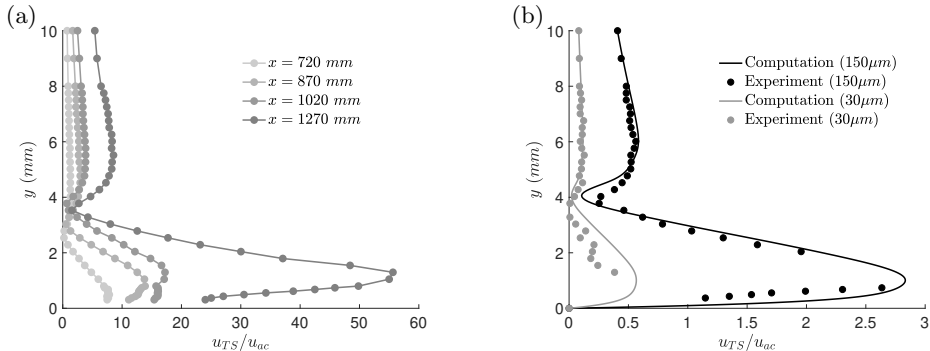 (a)
10
8
6
4
2
0
y (mm)
x = 720 mm
x = 870 mm
x = 1020 mm
x = 1270 mm
0 10 20 30 40 50 60
u_TS/u_ac
(b)
10
8
6
4
2
0
y (mm)
Computation (150μm)
Experiment (150μm)
Computation (30μm)
Experiment (30μm)
0 0.5 1 1.5 2 2.5 3
u_TS/u_ac